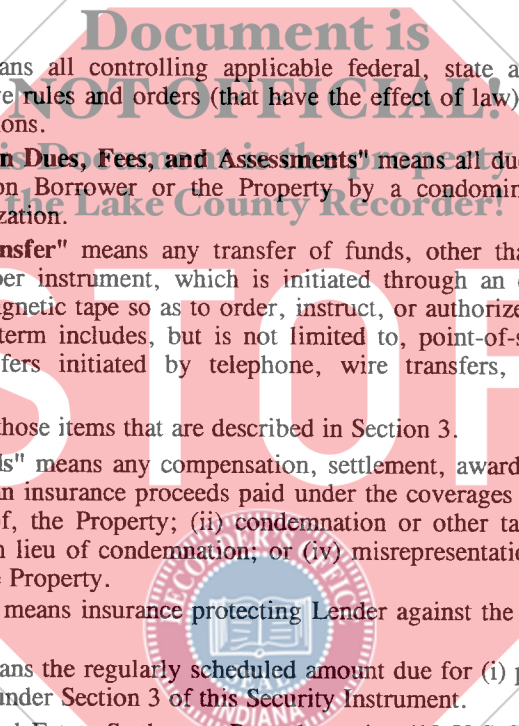 Document is
ans all controlling applicable federal, state a
e rules and orders (that have the effect of law)
NOT OFFICIAL!
ons.
n Dues, Fees, and Assessments" means all du
This Document is the property
on Borrower or the Property by a condomin
the Lake County Recorder!
zation.
nsfer" means any transfer of funds, other tha
per instrument, which is initiated through an
gnetic tape so as to order, instruct, or authorize
term includes, but is not limited to, point-of-s
fers initiated by telephone, wire transfers,
STOP
those items that are described in Section 3.
ds" means any compensation, settlement, award
n insurance proceeds paid under the coverages
of, the Property; (ii) condemnation or other ta
n lieu of condemnation; or (iv) misrepresentatio
e Property.
RECORDER'S OFFICE
means insurance protecting Lender against the
ans the regularly scheduled amount due for (i) p
under Section 3 of this Security Instrument.
INDIANA